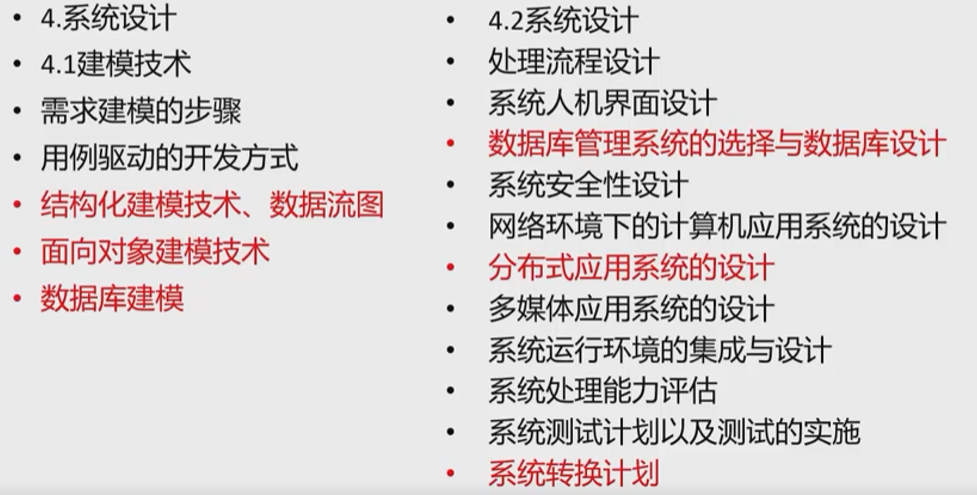 • 4.系统设计
• 4.1建模技术
• 需求建模的步骤
• 用例驱动的开发方式
• 结构化建模技术、数据流图
• 面向对象建模技术
• 数据库建模
• 4.2系统设计
• 处理流程设计
• 系统人机界面设计
• 数据库管理系统的选择与数据库设计
• 系统安全性设计
• 网络环境下的计算机应用系统的设计
• 分布式应用系统的设计
• 多媒体应用系统的设计
• 系统运行环境的集成与设计
• 系统处理能力评估
• 系统测试计划以及测试的实施
• 系统转换计划